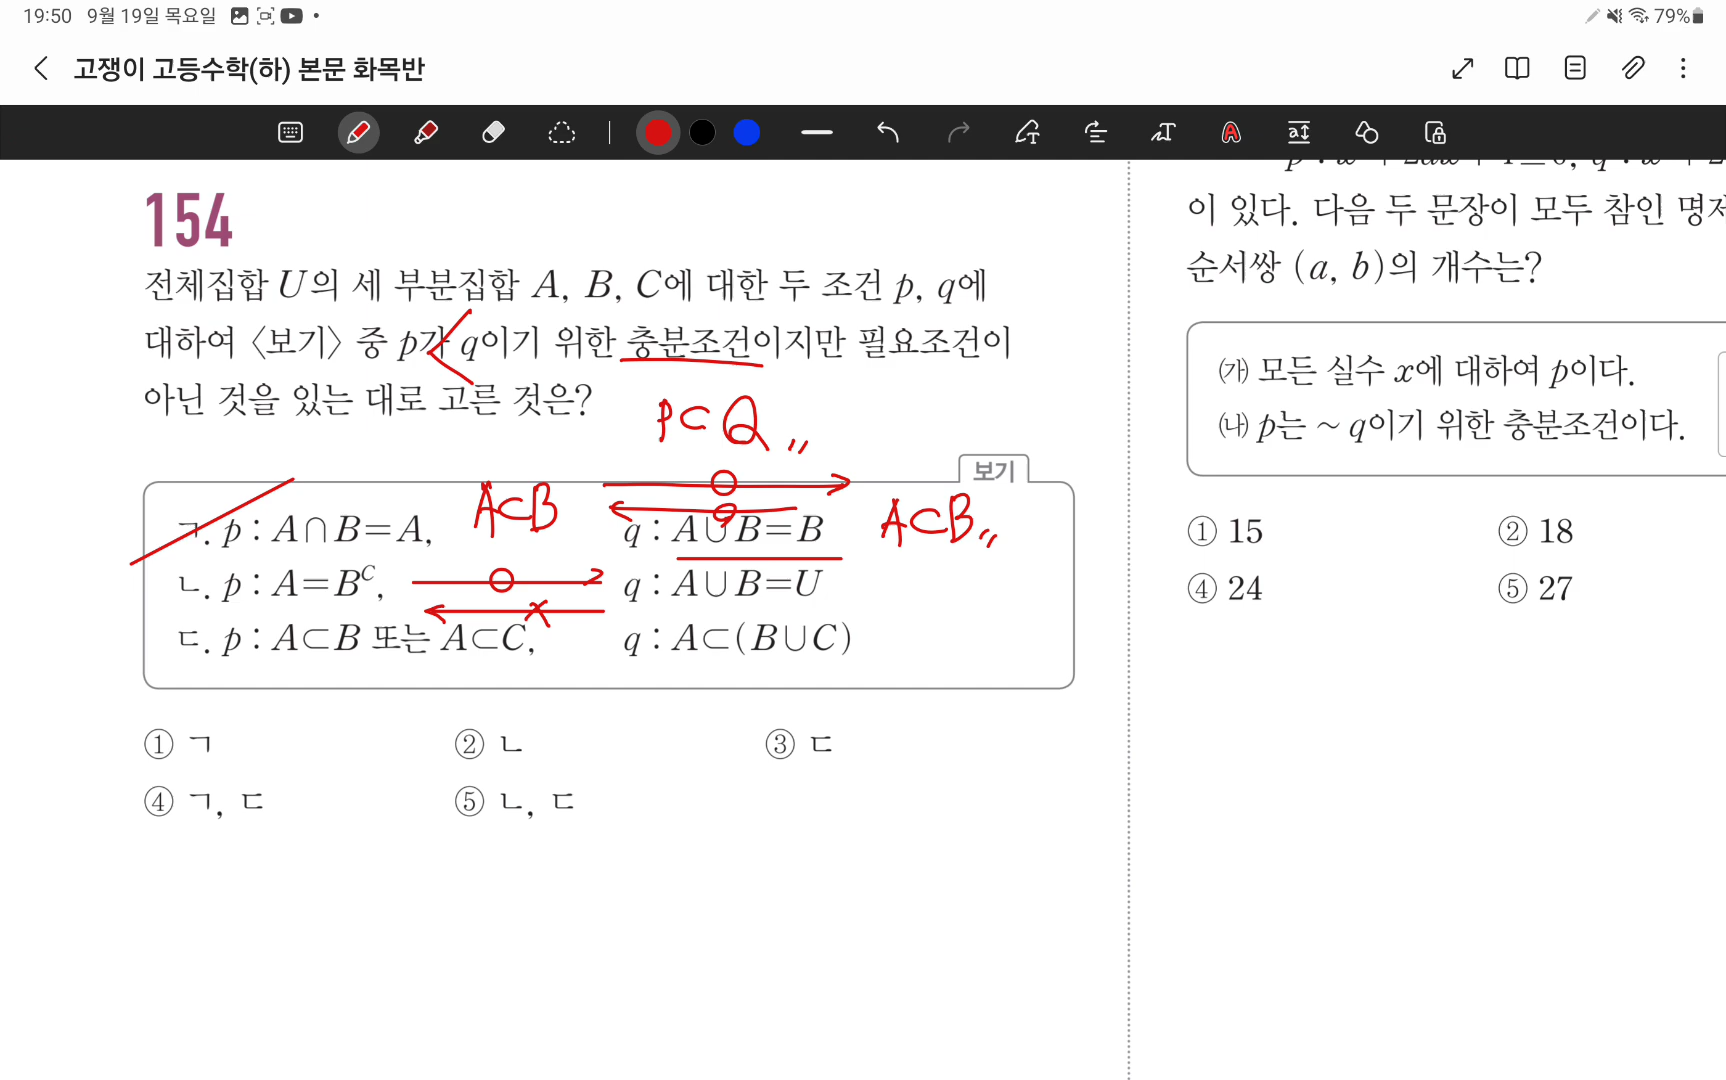 19:50 9월 19일 목요일
79%
고쟁이 고등수학(하) 본문 화목반
154
전체집합 U의 세 부분집합 A, B, C에 대한 두 조건 p, q에
대하여 〈보기〉 중 p가 q이기 위한 충분조건이지만 필요조건이
아닌 것을 있는 대로 고른 것은?
P⊂Q
보기
A⊂B
ㄱ. p : A∩B=A, q : A∪B=B
A⊂B
ㄴ. p : A=B^C, q : A∪B=U
ㄷ. p : A⊂B 또는 A⊂C, q : A⊂(B∪C)
① ㄱ ② ㄴ ③ ㄷ
④ ㄱ, ㄷ ⑤ ㄴ, ㄷ
이 있다. 다음 두 문장이 모두 참인
순서쌍 (a, b)의 개수는?
㈎ 모든 실수 x에 대하여 p이다.
㈏ p는 ~q이기 위한 충분조건이다.
① 15 ② 18
④ 24 ⑤ 27